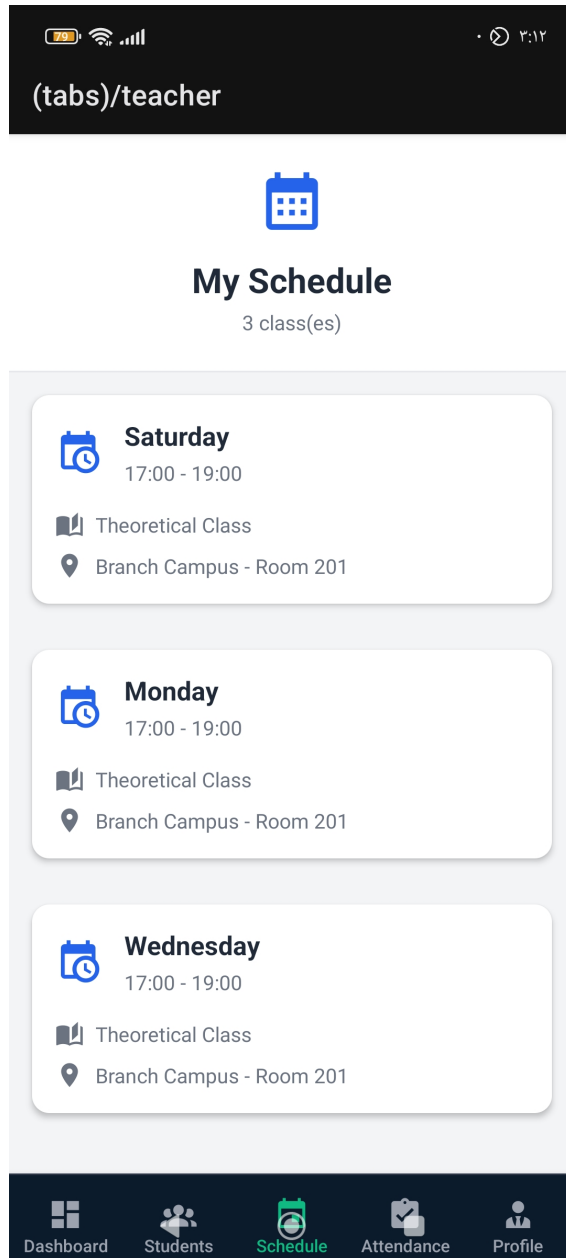 79
۳:۱۲
(tabs)/teacher
My Schedule
3 class(es)
Saturday
17:00 - 19:00
Theoretical Class
Branch Campus - Room 201
Monday
17:00 - 19:00
Theoretical Class
Branch Campus - Room 201
Wednesday
17:00 - 19:00
Theoretical Class
Branch Campus - Room 201
Dashboard Students Schedule Attendance Profile